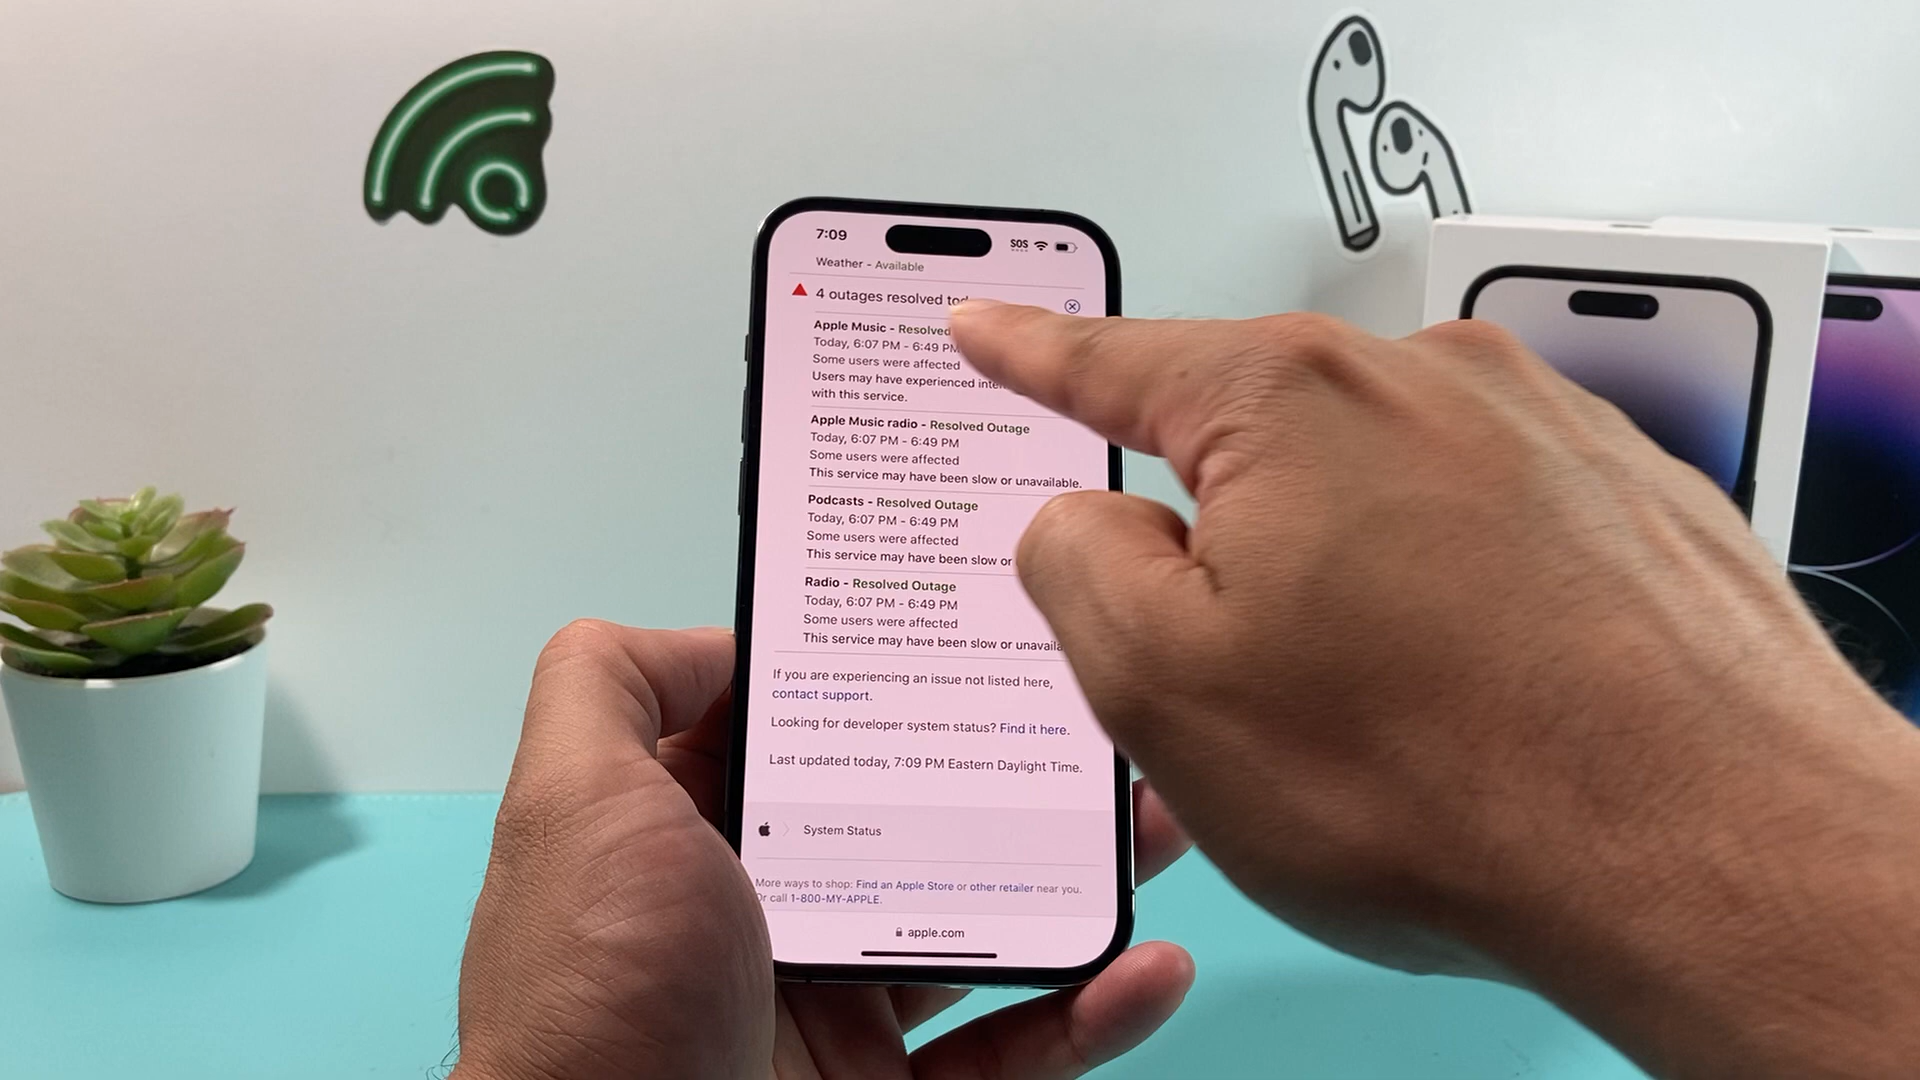 7:09 SOS
Weather - Available
4 outages resolved
Apple Music - Resolved
Today, 6:07 PM - 6:49 PM
Some users were affected
Users may have experienced
with this service.
Apple Music radio - Resolved Outage
Today, 6:07 PM - 6:49 PM
Some users were affected
This service may have been slow or unavailable.
Podcasts - Resolved Outage
Today, 6:07 PM - 6:49 PM
Some users were affected
This service may have been slow or
Radio - Resolved Outage
Today, 6:07 PM - 6:49 PM
Some users were affected
This service may have been slow or
If you are experiencing an issue not listed here,
contact support.
Looking for developer system status? Find it here.
Last updated today, 7:09 PM Eastern Daylight Time.
System Status
More ways to shop: Find an Apple Store or other retailer near you.
Or call 1-800-MY-APPLE.
apple.com